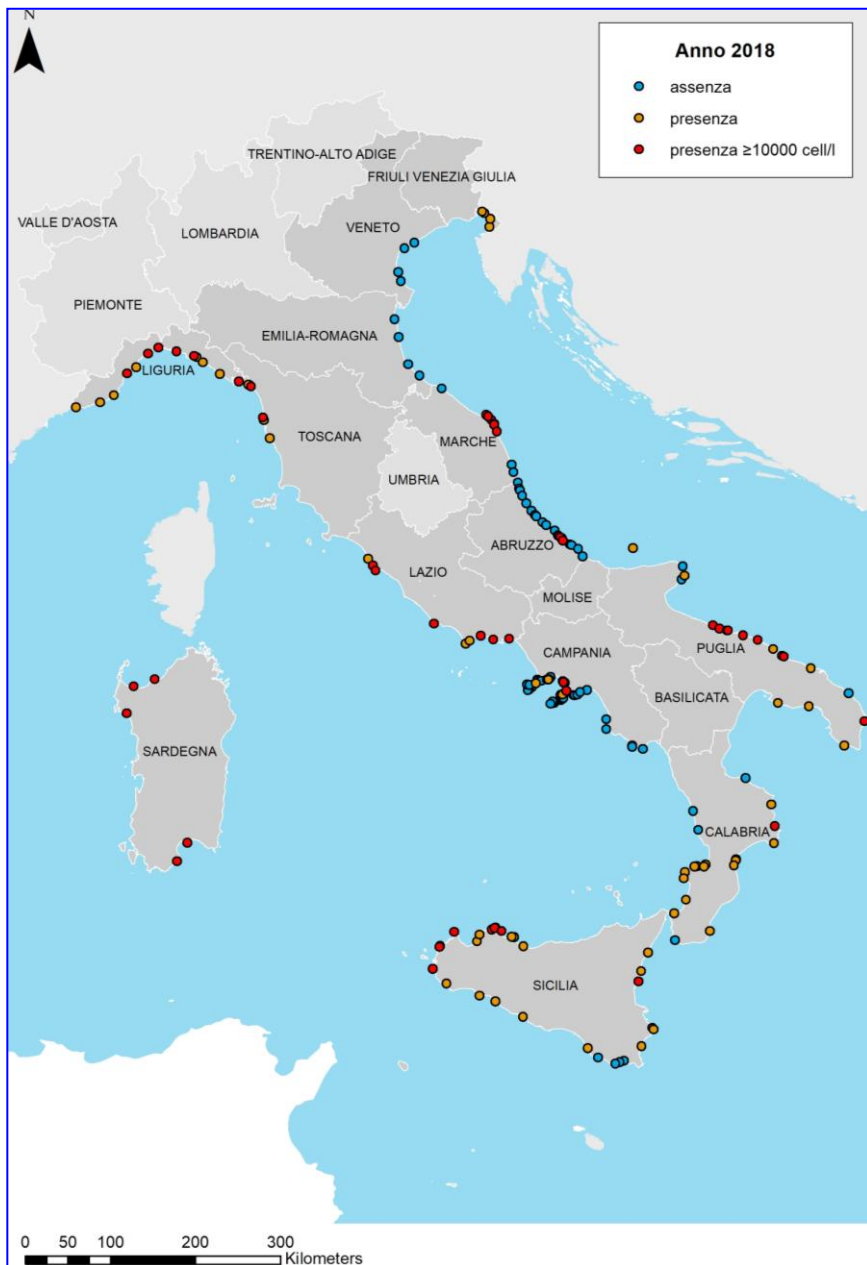 N
Anno 2018
assenza
presenza
presenza ≥10000 cell/l
TRENTINO-ALTO ADIGE
FRIULI VENEZIA GIULIA
VALLE D'AOSTA
LOMBARDIA
VENETO
PIEMONTE
EMILIA-ROMAGNA
LIGURIA
TOSCANA
MARCHE
UMBRIA
ABRUZZO
LAZIO
MOLISE
CAMPANIA
PUGLIA
BASILICATA
SARDEGNA
CALABRIA
SICILIA
0 50 100 200 300
Kilometers